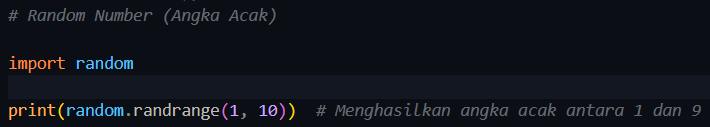 # Random Number (Angka Acak)
import random
print(random.randrange(1, 10))  # Menghasilkan angka acak antara 1 dan 9